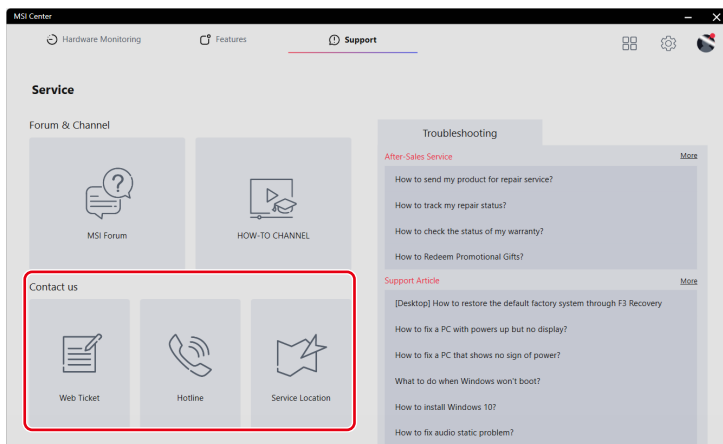 MSI Center
Hardware Monitoring
Features
Support
Service
Forum & Channel
MSI Forum
HOW-TO CHANNEL
Contact us
Web Ticket
Hotline
Service Location
Troubleshooting
After-Sales Service
More
How to send my product for repair service?
How to track my repair status?
How to check the status of my warranty?
How to Redeem Promotional Gifts?
Support Article
More
[Desktop] How to restore the default factory system through F3 Recovery
How to fix a PC with powers up but no display?
How to fix a PC that shows no sign of power?
What to do when Windows won't boot?
How to install Windows 10?
How to fix audio static problem?